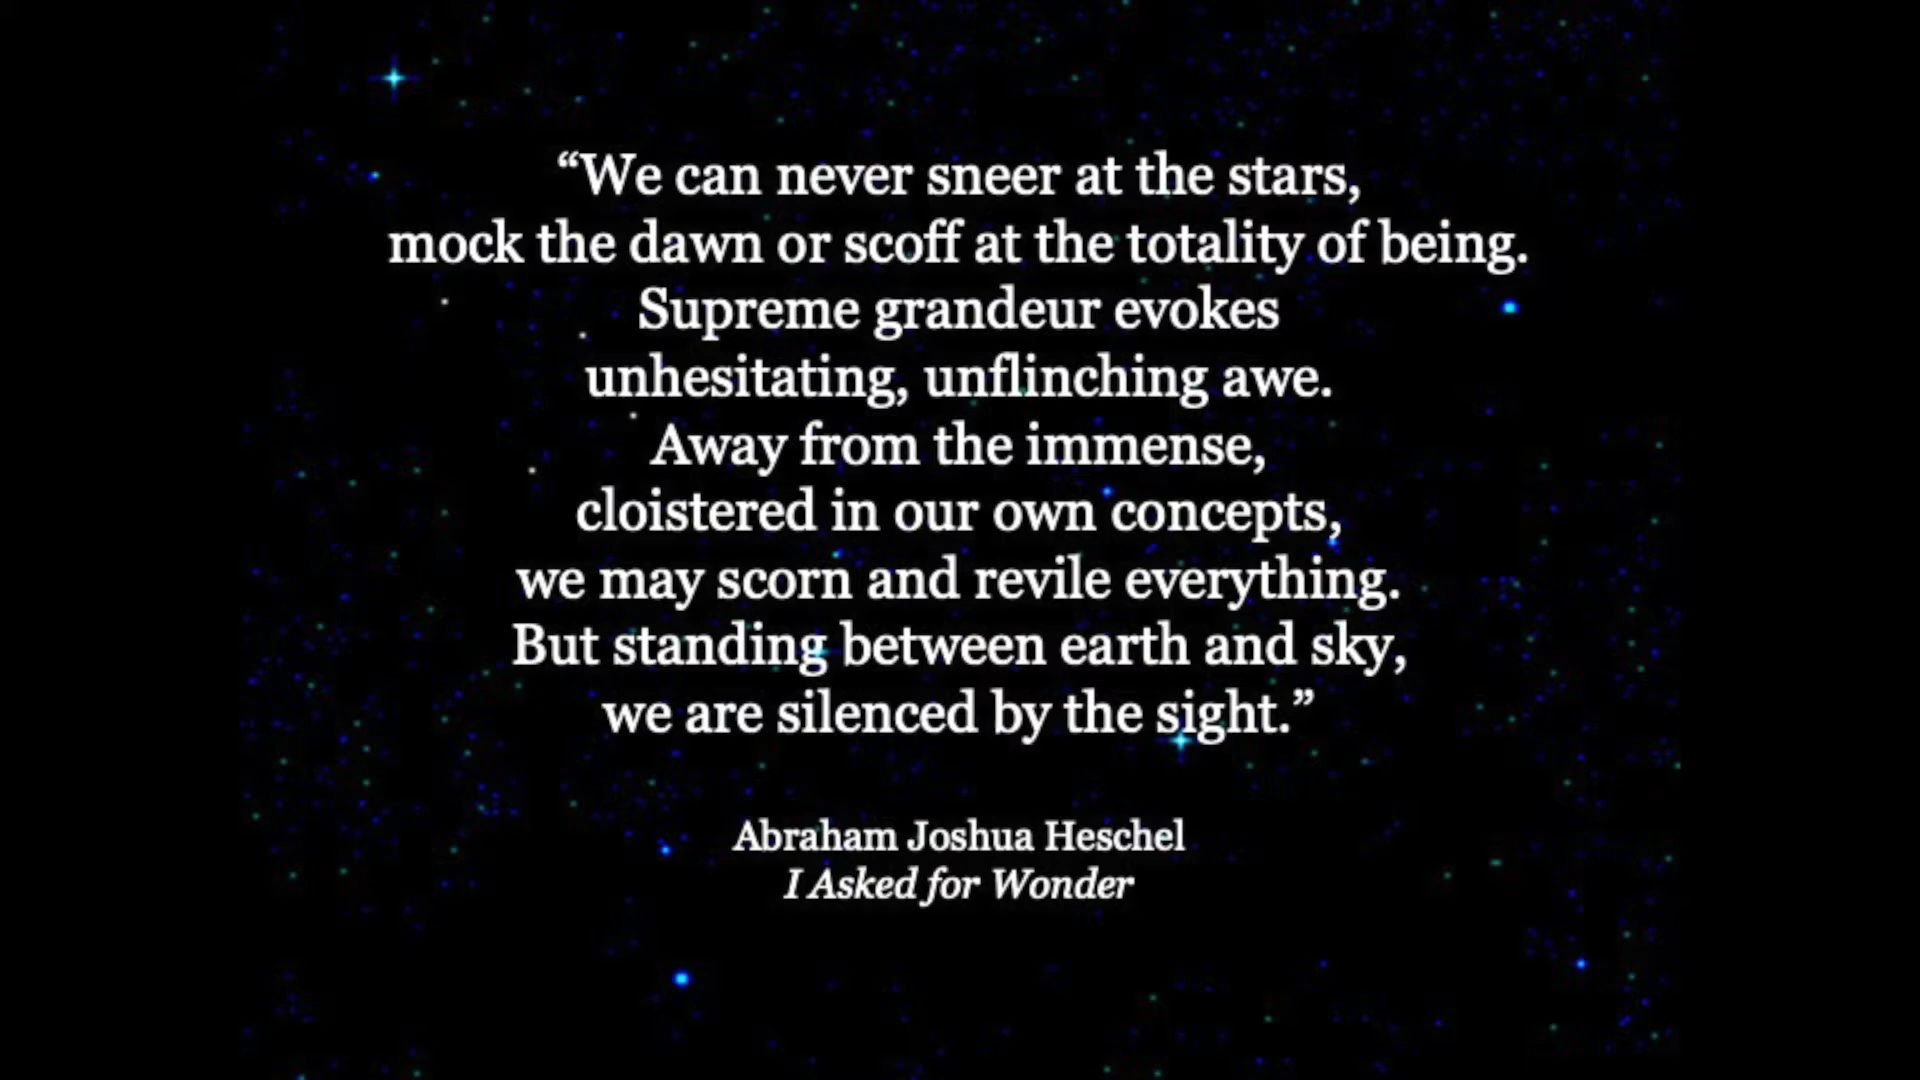 “We can never sneer at the stars,
mock the dawn or scoff at the totality of being.
Supreme grandeur evokes
unhesitating, unflinching awe.
Away from the immense,
cloistered in our own concepts,
we may scorn and revile everything.
But standing between earth and sky,
we are silenced by the sight.”
Abraham Joshua Heschel
I Asked for Wonder